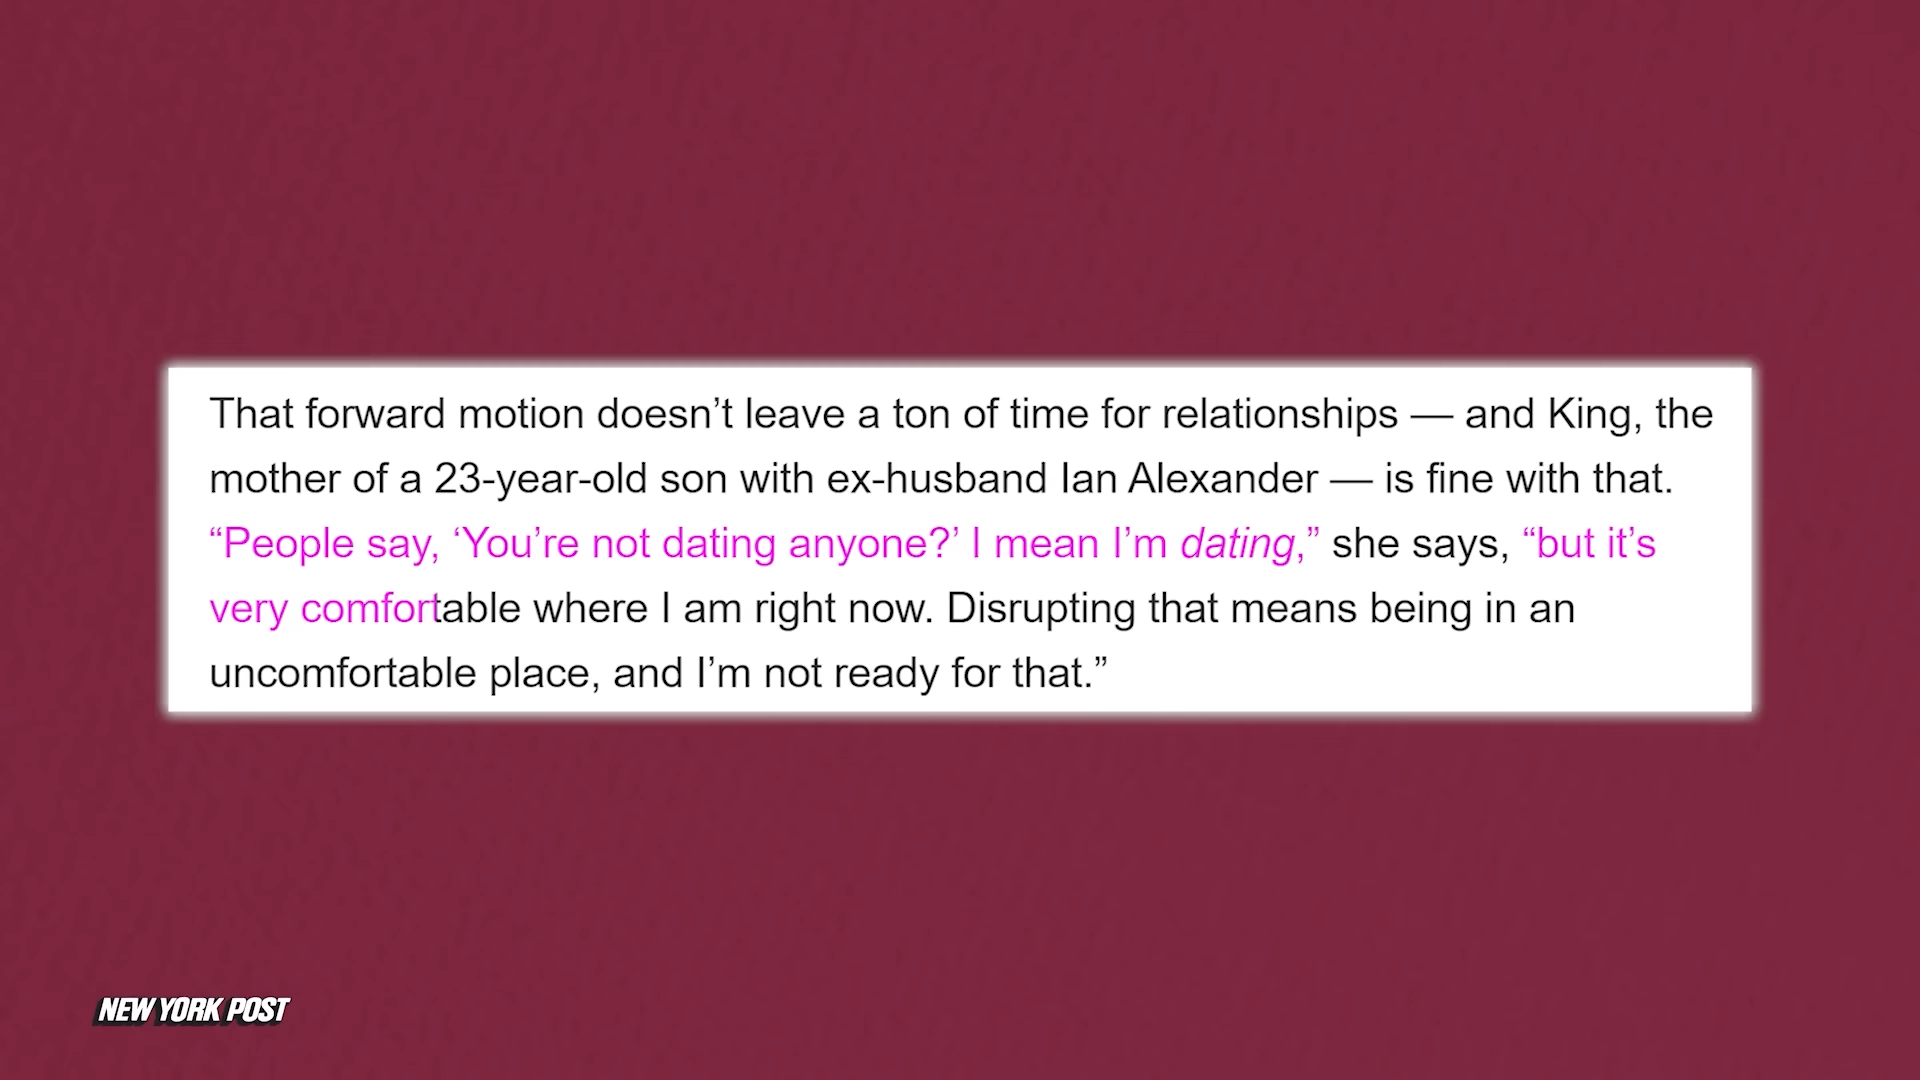 That forward motion doesn’t leave a ton of time for relationships — and King, the
mother of a 23-year-old son with ex-husband Ian Alexander — is fine with that.
“People say, ‘You’re not dating anyone?’ I mean I’m dating,” she says, “but it’s
very comfortable where I am right now. Disrupting that means being in an
uncomfortable place, and I’m not ready for that.”
NEW YORK POST